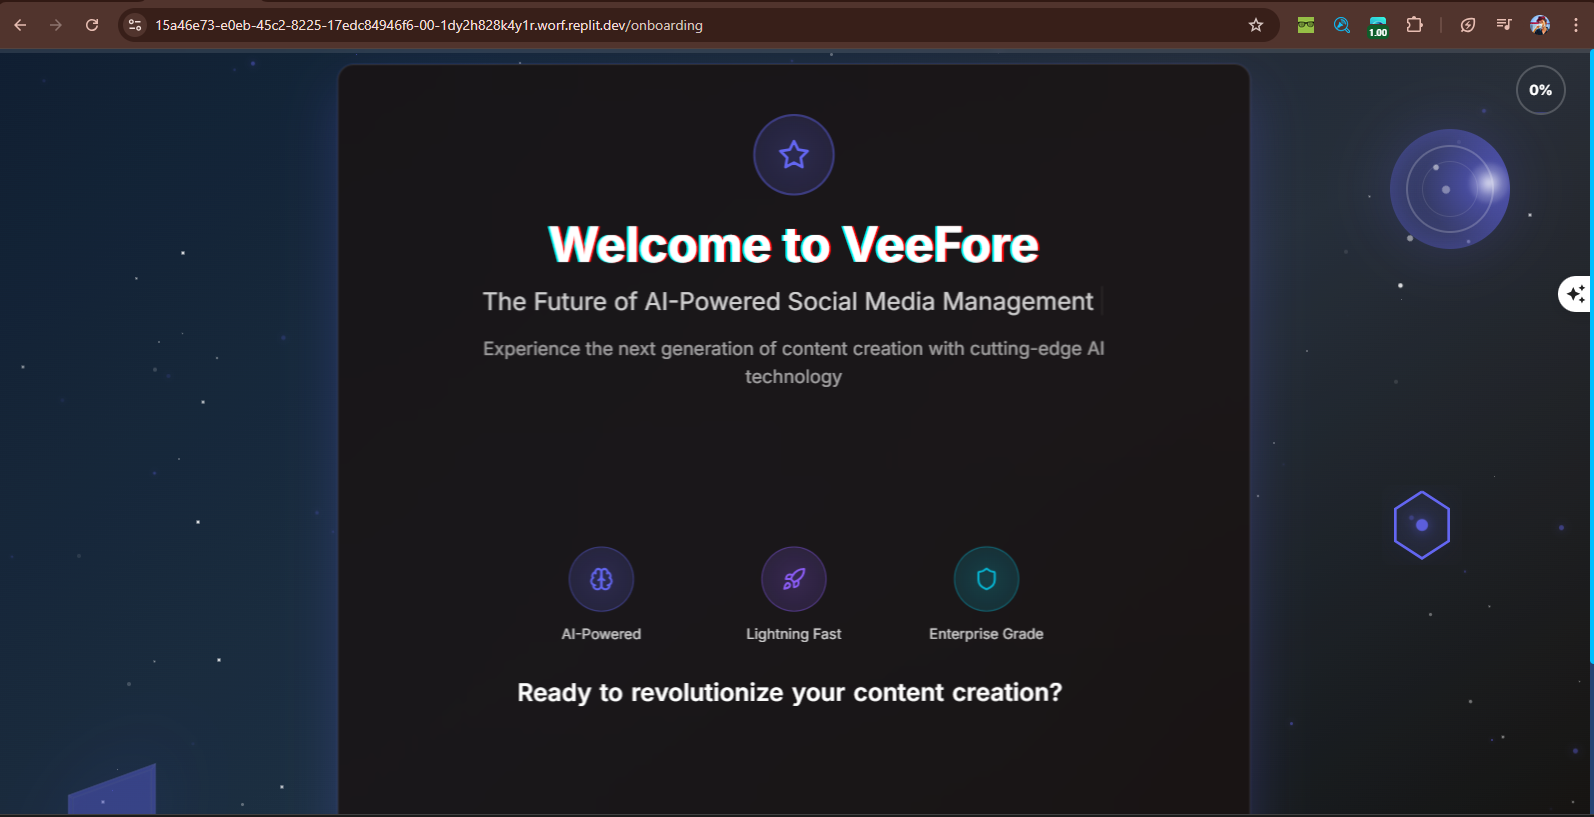 15a46e73-e0eb-45c2-8225-17edc84946f6-00-1dy2h828k4y1r.worf.replit.dev/onboarding
1.00
0%
Welcome to VeeFore
The Future of AI-Powered Social Media Management
Experience the next generation of content creation with cutting-edge AI
technology
AI-Powered
Lightning Fast
Enterprise Grade
Ready to revolutionize your content creation?